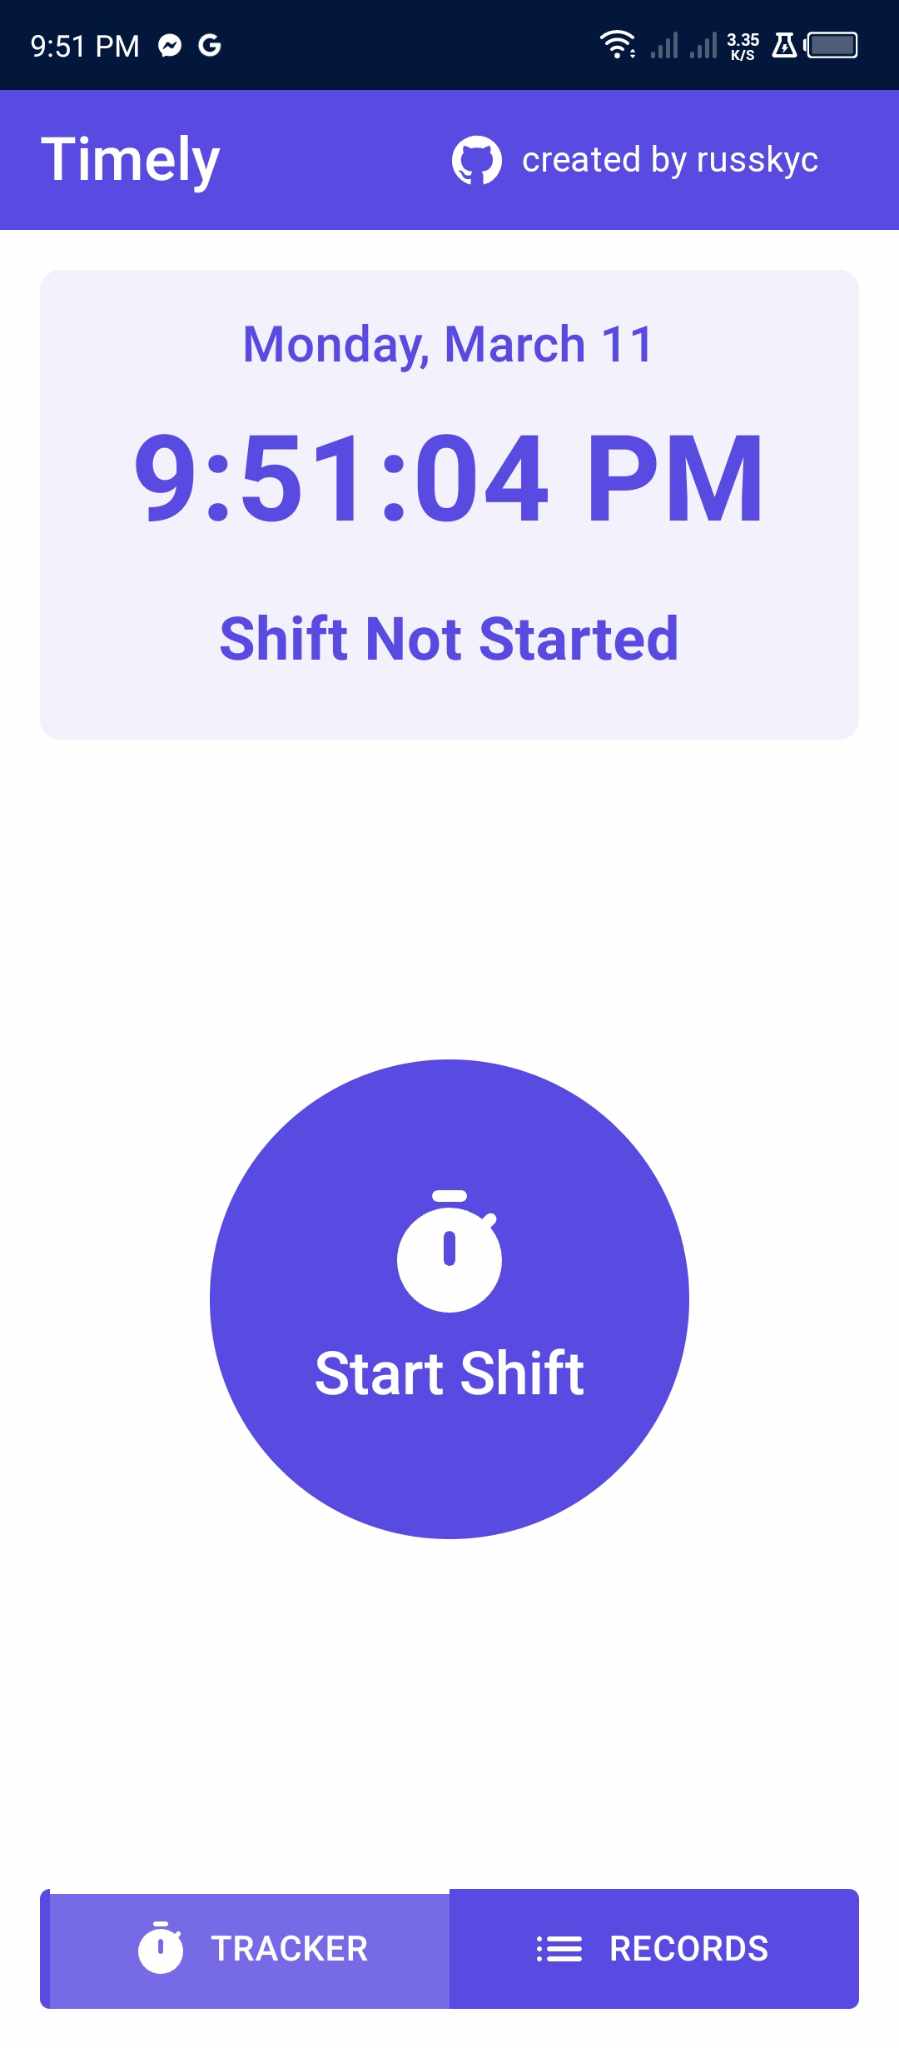 9:51 PM
3.35
K/S
Timely
created by russkyc
Monday, March 11
9:51:04 PM
Shift Not Started
Start Shift
TRACKER
RECORDS